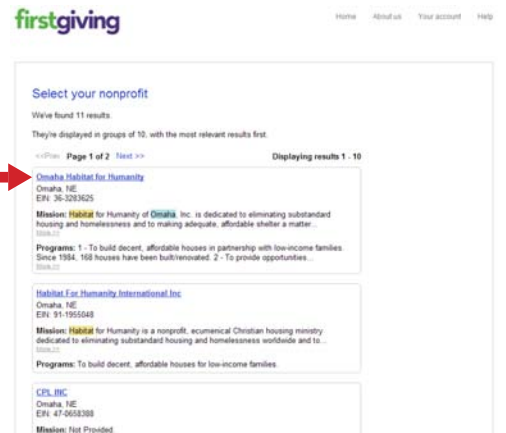 firstgiving
Home About us Your account Help
Select your nonprofit
We've found 11 results.
They're displayed in groups of 10, with the most relevant results first.
<<Prev Page 1 of 2 Next >> Displaying results 1 - 10
Omaha Habitat for Humanity
Omaha, NE
EIN: 36-3283625
Mission: Habitat for Humanity of Omaha, Inc. is dedicated to eliminating substandard
housing and homelessness and to making adequate, affordable shelter a matter...
More >>
Programs: 1 - To build decent, affordable houses in partnership with low-income families.
Since 1984, 168 houses have been built/renovated. 2 - To provide opportunities...
More >>
Habitat For Humanity International Inc
Omaha, NE
EIN: 91-1955048
Mission: Habitat for Humanity is a nonprofit, ecumenical Christian housing ministry
dedicated to eliminating substandard housing and homelessness worldwide and to...
More >>
Programs: To build decent, affordable houses for low-income families.
CPL INC
Omaha, NE
EIN: 47-0658388
Mission: Not Provided.